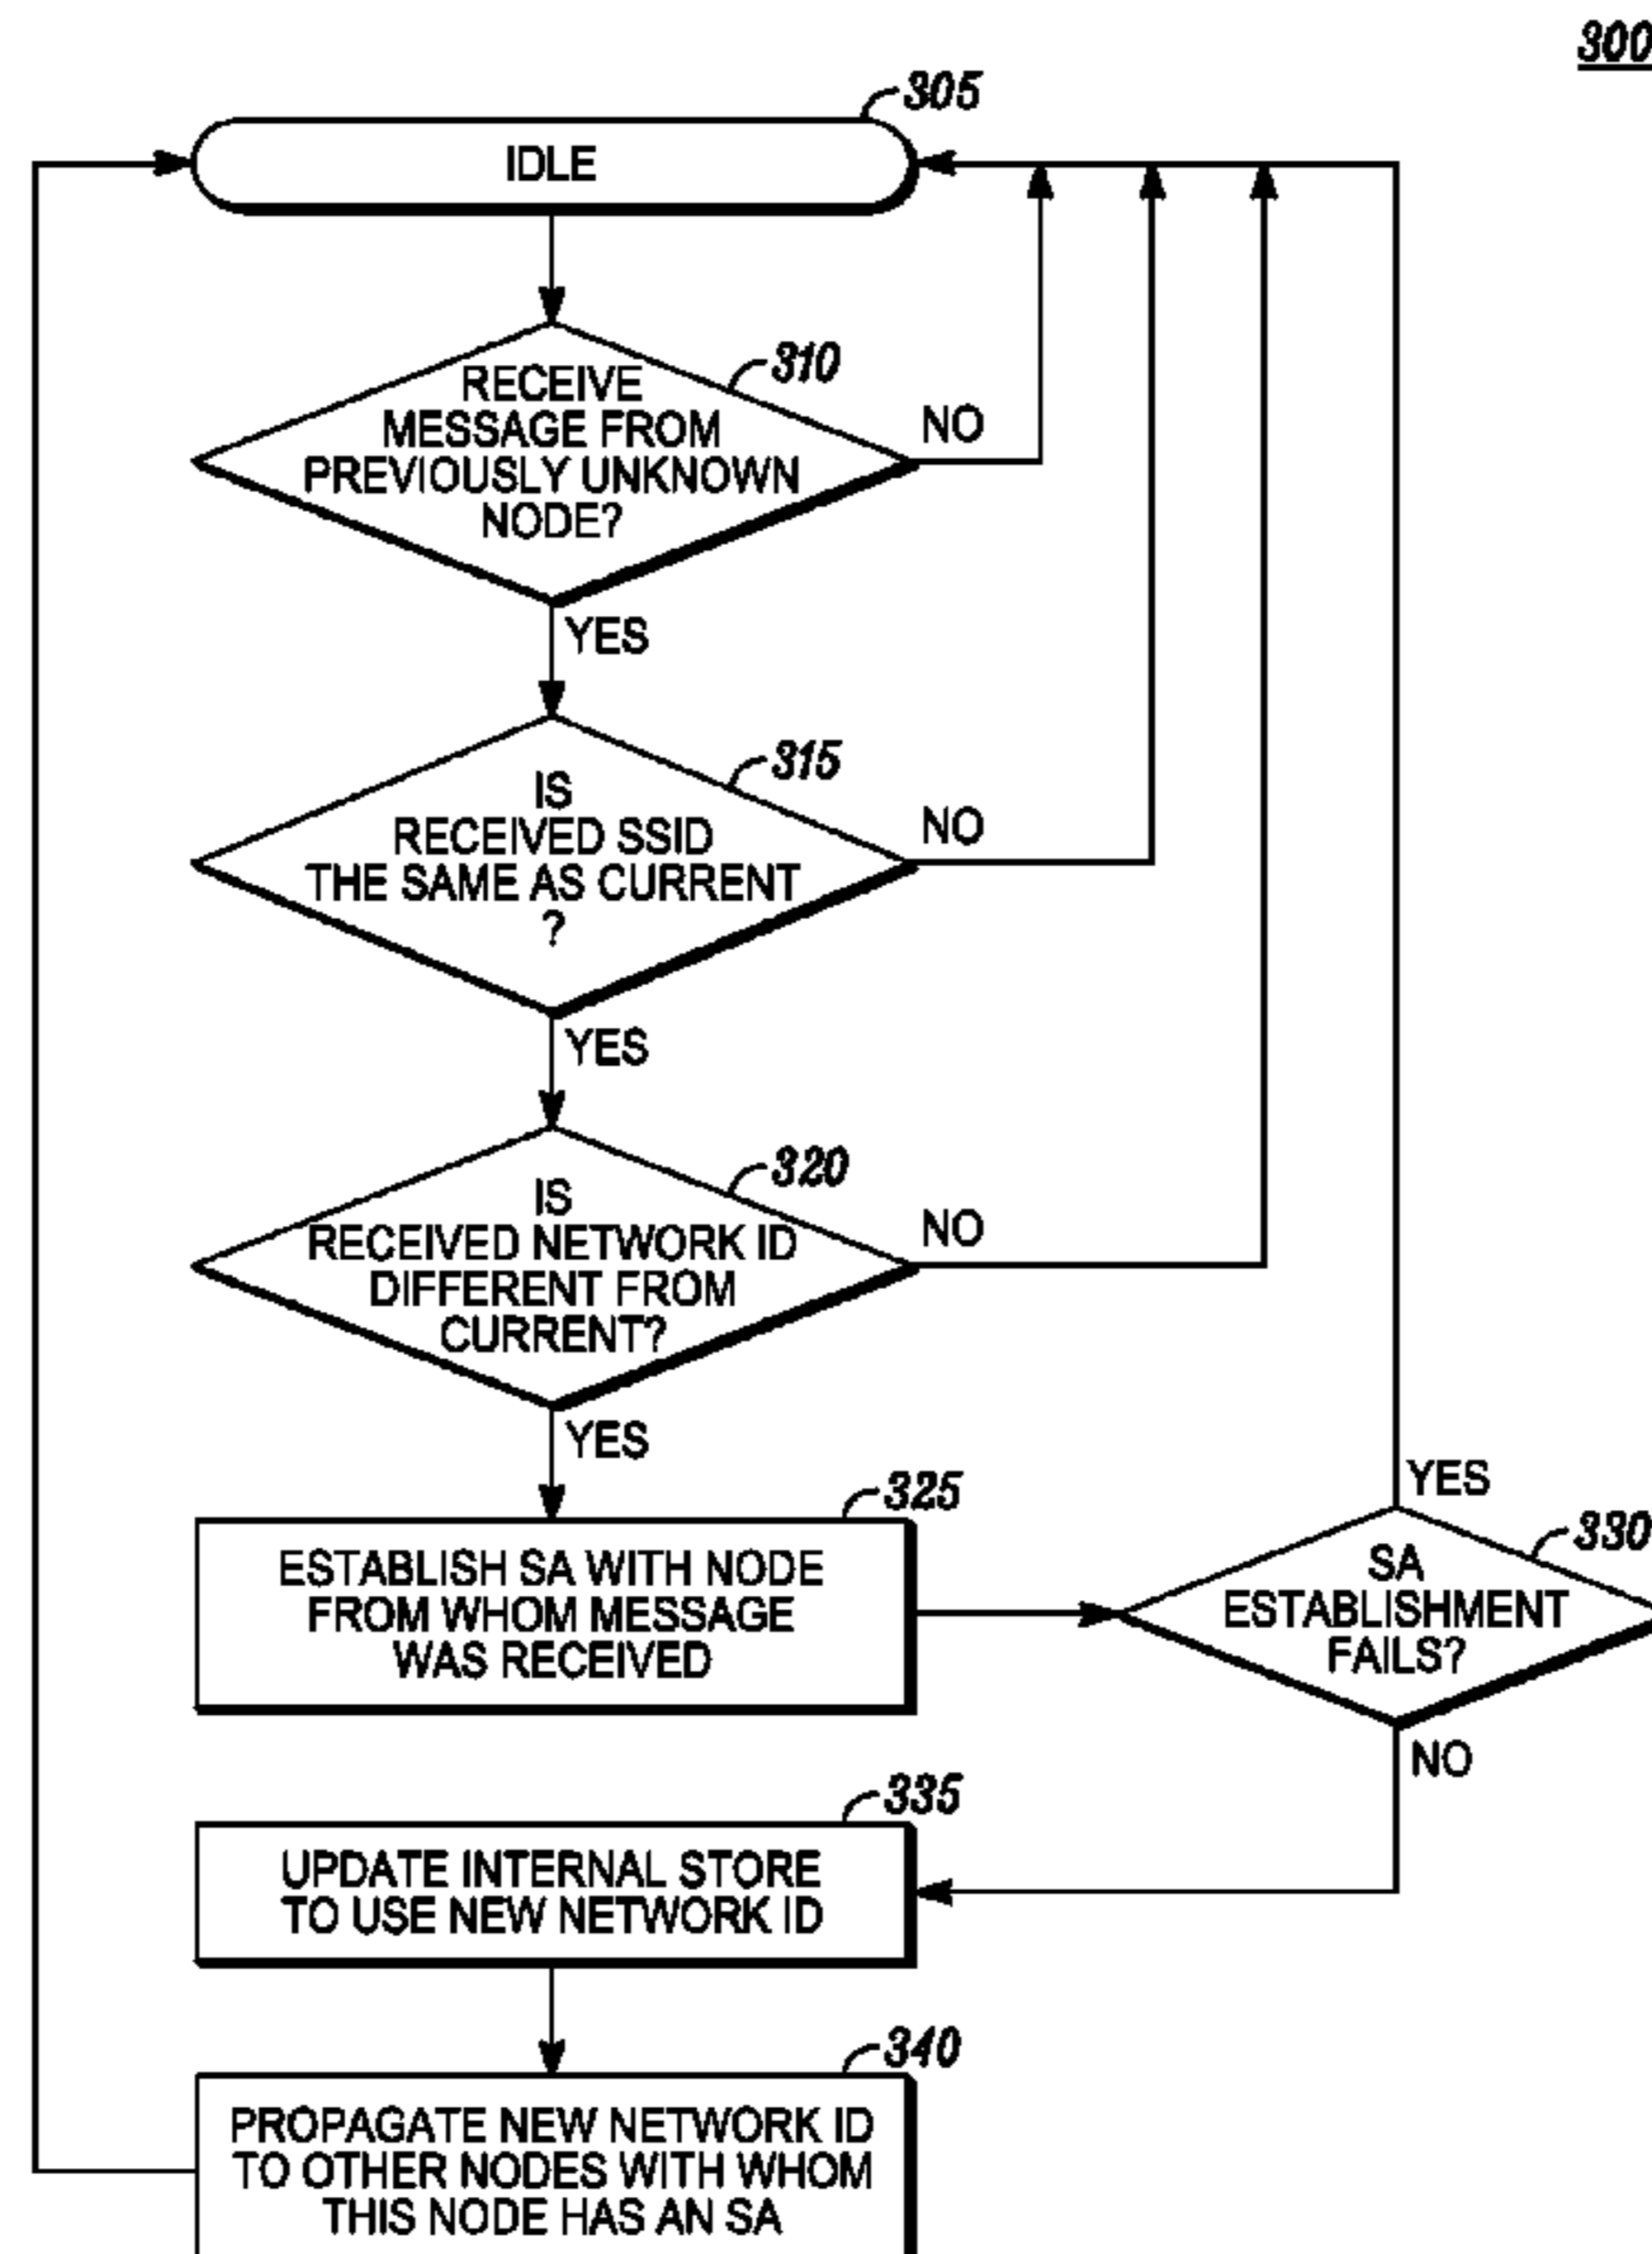 300
305
IDLE
310
RECEIVE
MESSAGE FROM
PREVIOUSLY UNKNOWN
NODE?
NO
YES
315
IS
RECEIVED SSID
THE SAME AS CURRENT
?
NO
YES
320
IS
RECEIVED NETWORK ID
DIFFERENT FROM
CURRENT?
NO
YES
325
ESTABLISH SA WITH NODE
FROM WHOM MESSAGE
WAS RECEIVED
YES
330
SA
ESTABLISHMENT
FAILS?
NO
335
UPDATE INTERNAL STORE
TO USE NEW NETWORK ID
340
PROPAGATE NEW NETWORK ID
TO OTHER NODES WITH WHOM
THIS NODE HAS AN SA